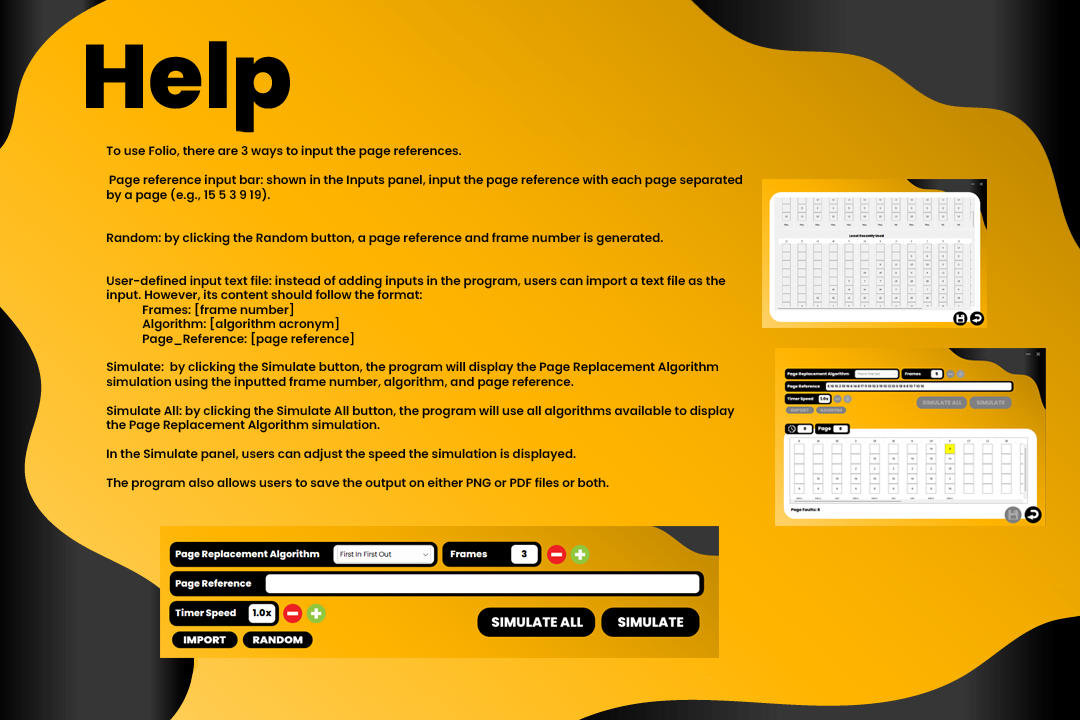 Help
To use Folio, there are 3 ways to input the page references.
Page reference input bar: shown in the Inputs panel, input the page reference with each page separated
by a page (e.g., 15 5 3 9 19).
Random: by clicking the Random button, a page reference and frame number is generated.
User-defined input text file: instead of adding inputs in the program, users can import a text file as the
input. However, its content should follow the format:
Frames: [frame number]
Algorithm: [algorithm acronym]
Page_Reference: [page reference]
Simulate:  by clicking the Simulate button, the program will display the Page Replacement Algorithm
simulation using the inputted frame number, algorithm, and page reference.
Simulate All: by clicking the Simulate All button, the program will use all algorithms available to display
the Page Replacement Algorithm simulation.
In the Simulate panel, users can adjust the speed the simulation is displayed.
The program also allows users to save the output on either PNG or PDF files or both.
Least Recently Used
Page Replacement Algorithm Frames
Page Reference
Timer Speed 1.0x
IMPORT RANDOM SIMULATE ALL SIMULATE
Page
Page Faults:
Page Replacement Algorithm First In First Out Frames 3
Page Reference
Timer Speed 1.0x
IMPORT RANDOM SIMULATE ALL SIMULATE